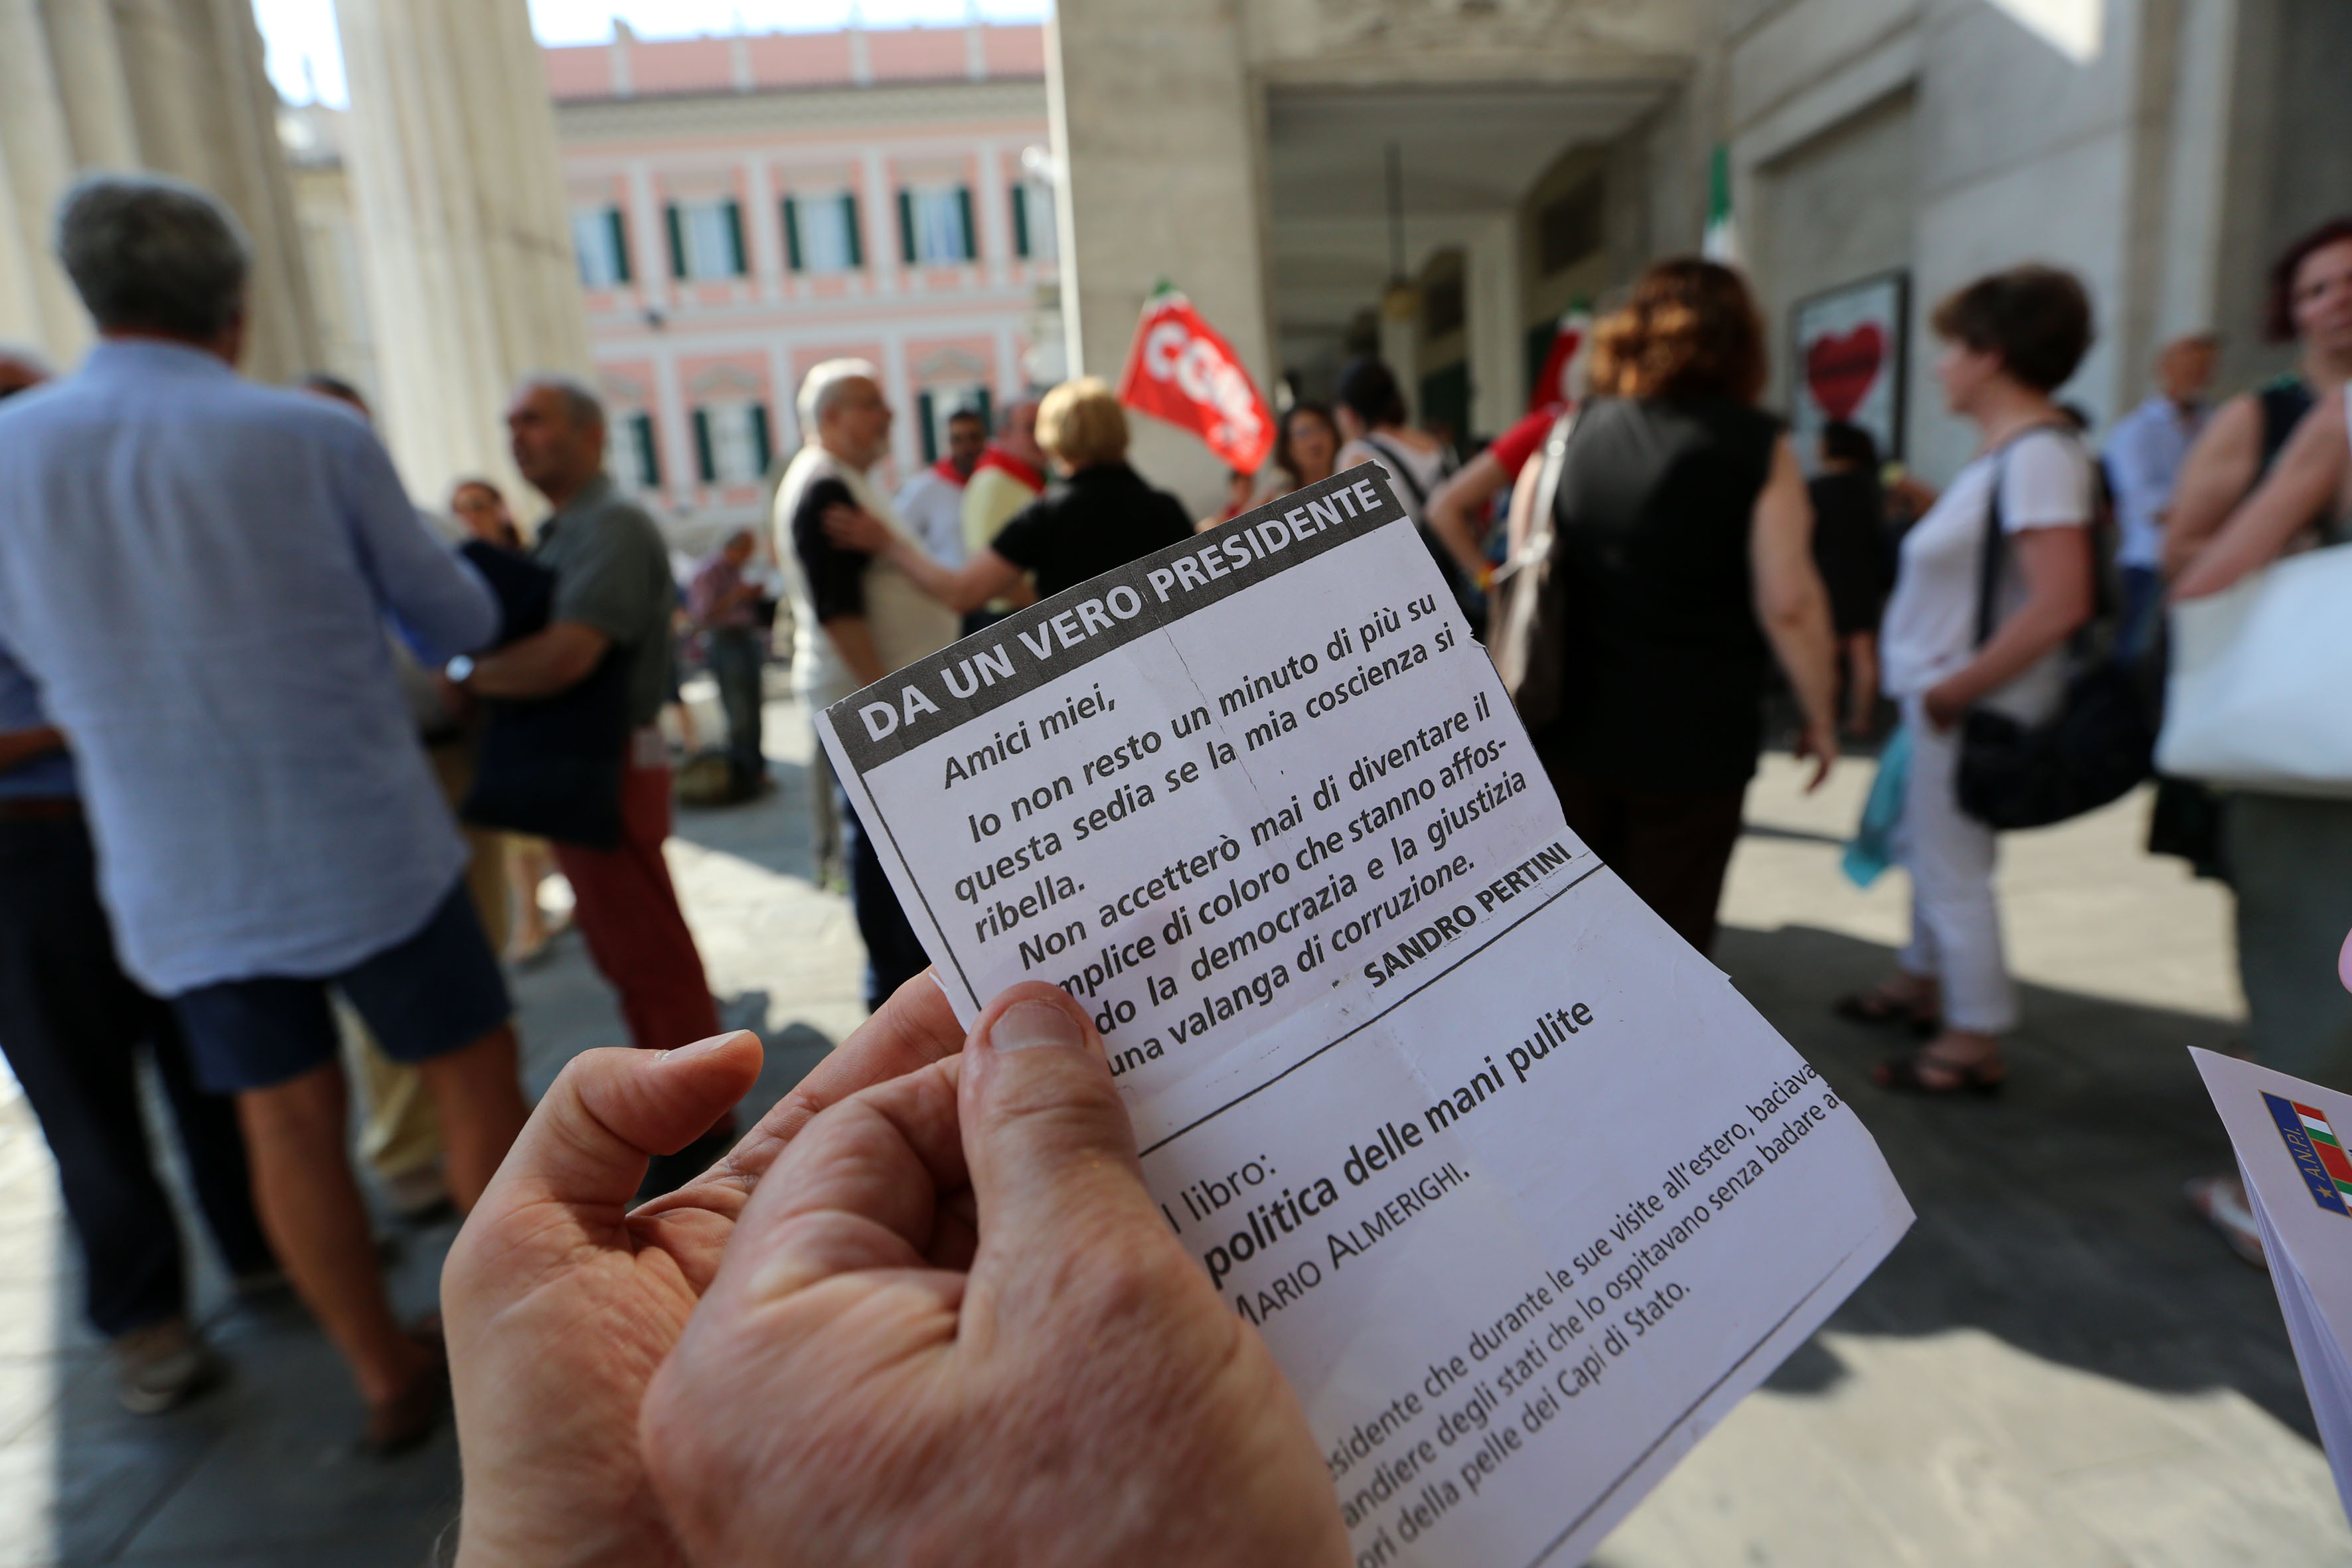 DA UN VERO PRESIDENTE
Amici miei,
Io non resto un minuto di più su
questa sedia se la mia coscienza si
ribella.
Non accetterò mai di diventare il
mplice di coloro che stanno affos-
do la democrazia e la giustizia
una valanga di corruzione.
SANDRO PERTINI
l libro:
politica delle mani pulite
MARIO ALMERIGHI.
esidente che durante le sue visite all'estero, baciava
andiere degli stati che lo ospitavano senza badare al
ori della pelle dei Capi di Stato.
CGIL
A.N.P.I.